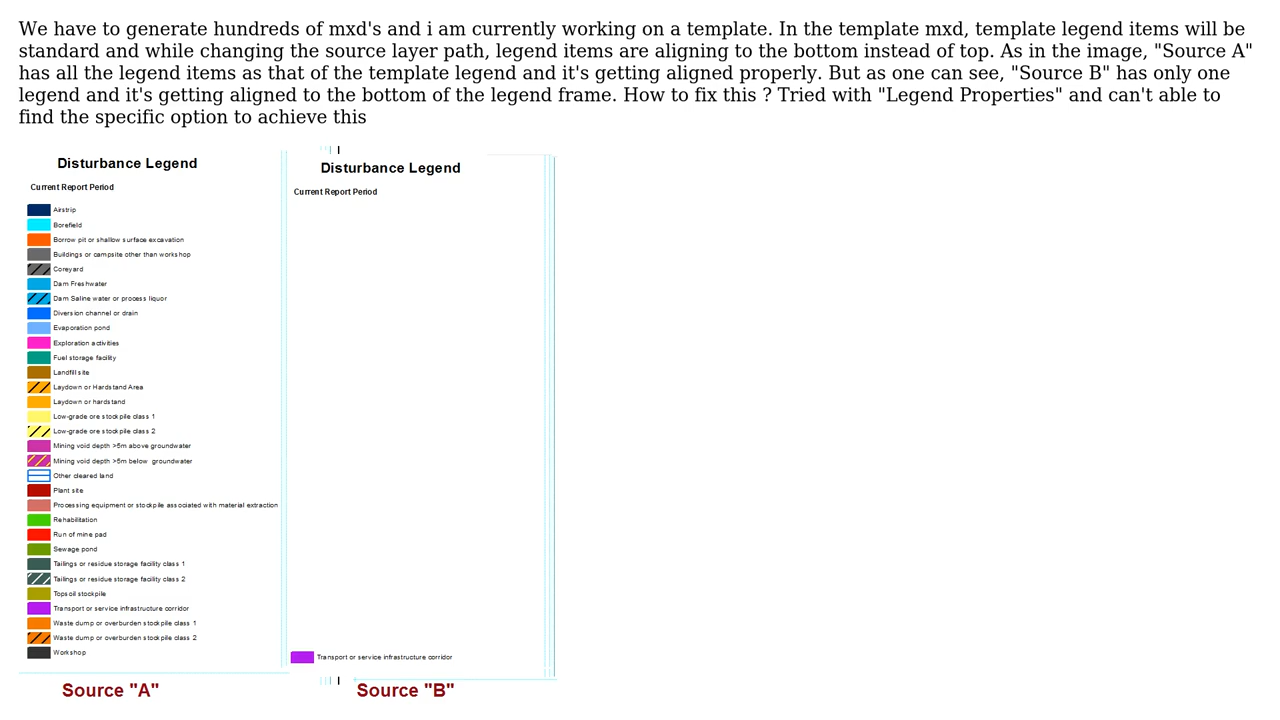 We have to generate hundreds of mxd's and i am currently working on a template. In the template mxd, template legend items will be
standard and while changing the source layer path, legend items are aligning to the bottom instead of top. As in the image, "Source A"
has all the legend items as that of the template legend and it's getting aligned properly. But as one can see, "Source B" has only one
legend and it's getting aligned to the bottom of the legend frame. How to fix this ? Tried with "Legend Properties" and can't able to
find the specific option to achieve this
Disturbance Legend
Current Report Period
Airstrip
Borefield
Borrow pit or shallow surface excavation
Buildings or campsite other than workshop
Coreyard
Dam Freshwater
Dam Saline water or process liquor
Diversion channel or drain
Evaporation pond
Exploration activities
Fuel storage facility
Landfill site
Laydown or Hardstand Area
Laydown or hardstand
Low-grade ore stockpile class 1
Low-grade ore stockpile class 2
Mining void depth >5m above groundwater
Mining void depth >5m below groundwater
Other cleared land
Plant site
Processing equipment or stockpile associated with material extraction
Rehabilitation
Run of mine pad
Sewage pond
Tailings or residue storage facility class 1
Tailings or residue storage facility class 2
Topsoil stockpile
Transport or service infrastructure corridor
Waste dump or overburden stockpile class 1
Waste dump or overburden stockpile class 2
Workshop
Source "A"
Disturbance Legend
Current Report Period
Transport or service infrastructure corridor
Source "B"